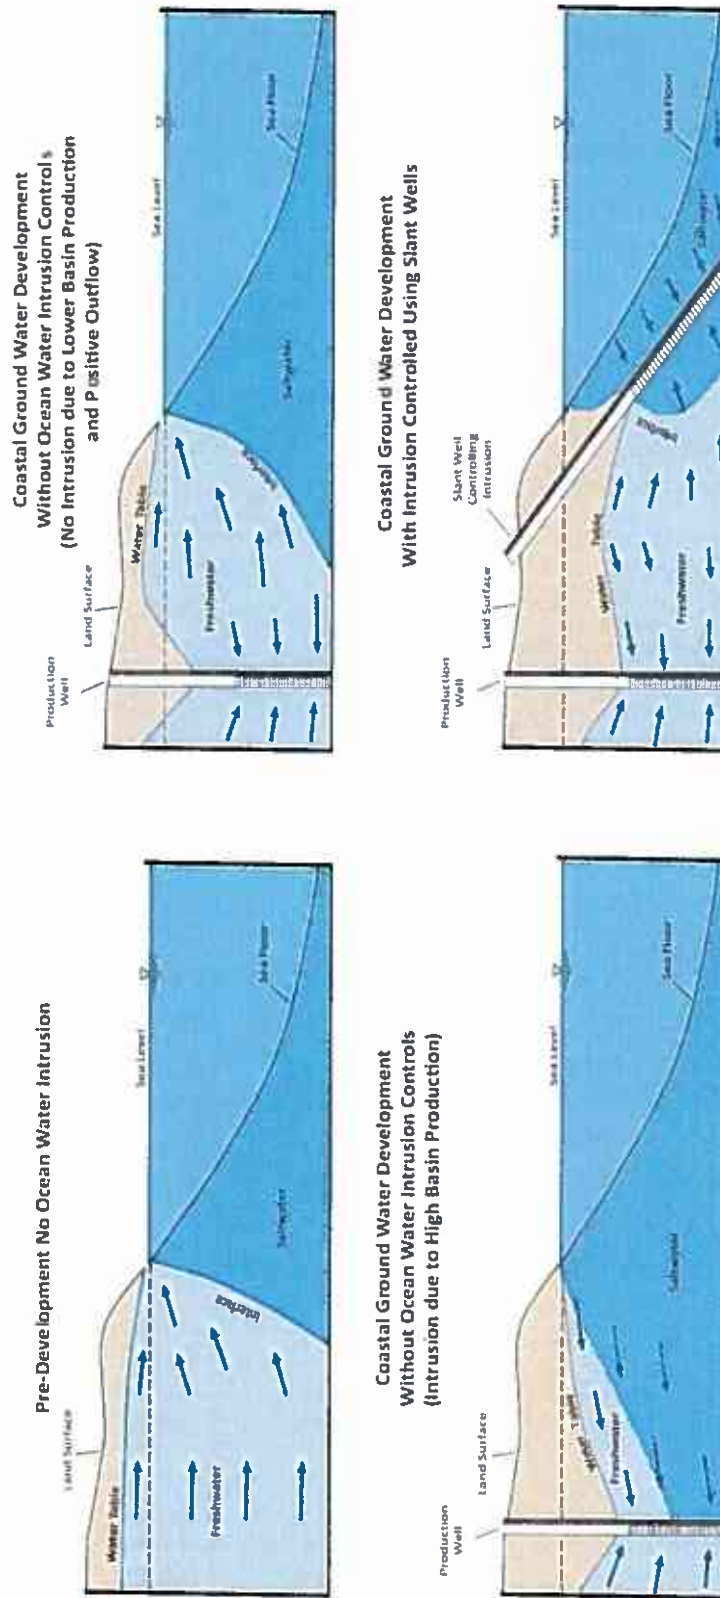 Pre-Development No Ocean Water Intrusion
Land Surface
Water Table
Sea Level
Freshwater
Interface
Saltwater
Sea Floor
Coastal Ground Water Development
Without Ocean Water Intrusion Controls
(No Intrusion due to Lower Basin Production
and Positive Outflow)
Production
Well
Land Surface
Water Table
Sea Level
Freshwater
Interface
Saltwater
Sea Floor
Coastal Ground Water Development
Without Ocean Water Intrusion Controls
(Intrusion due to High Basin Production)
Production
Well
Land Surface
Sea Level
Water Table
Freshwater
Saltwater
Sea Floor
Coastal Ground Water Development
With Intrusion Controlled Using Slant Wells
Production
Well
Land Surface
Slant Well
Controlling
Intrusion
Sea Level
Water Table
Freshwater
Interface
Saltwater
Sea Floor